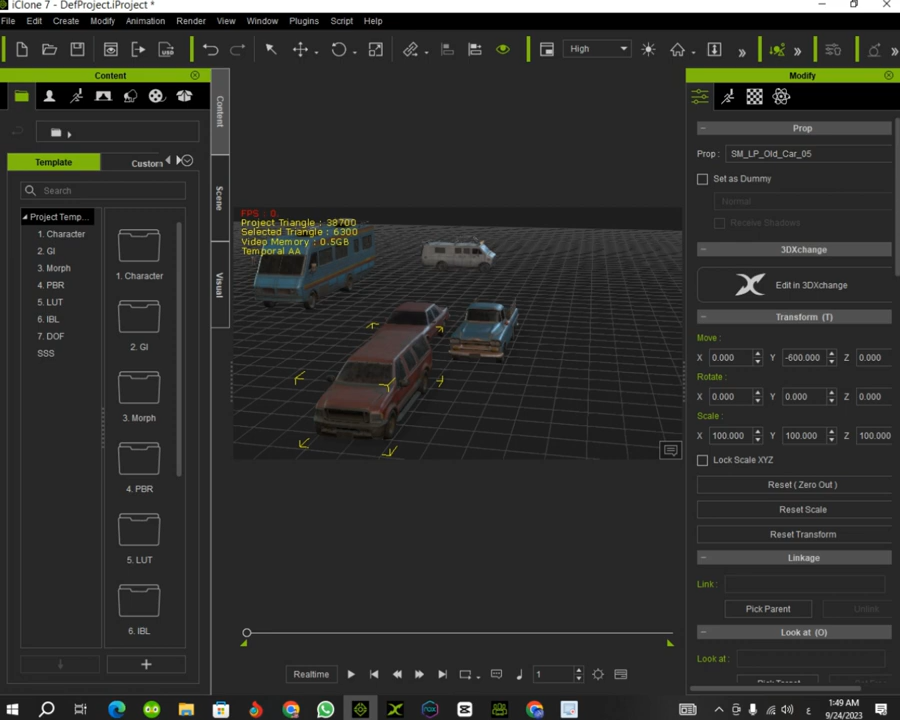 iClone 7 - DefProject.iProject *
File Edit Create Modify Animation Render View Window Plugins Script Help
High
Content
Modify
Content
Scene
Visual
Template
Custom
Search
Project Temp...
1. Character
2. GI
3. Morph
4. PBR
5. LUT
6. IBL
7. DOF
SSS
1. Character
2. GI
3. Morph
4. PBR
5. LUT
6. IBL
FPS : 0.
Project Triangle : 38700
Selected Triangle : 6300
Video Memory : 0.5GB
Temporal AA
Realtime
1
Prop
Prop : SM_LP_Old_Car_05
Set as Dummy
Normal
Receive Shadows
3DXchange
Edit in 3DXchange
Transform (T)
Move :
X 0.000 Y -600.000 Z 0.000
Rotate :
X 0.000 Y 0.000 Z 0.000
Scale :
X 100.000 Y 100.000 Z 100.000
Lock Scale XYZ
Reset ( Zero Out )
Reset Scale
Reset Transform
Linkage
Link :
Pick Parent Unlink
Look at (O)
Look at :
1:49 AM
9/24/2023
ع